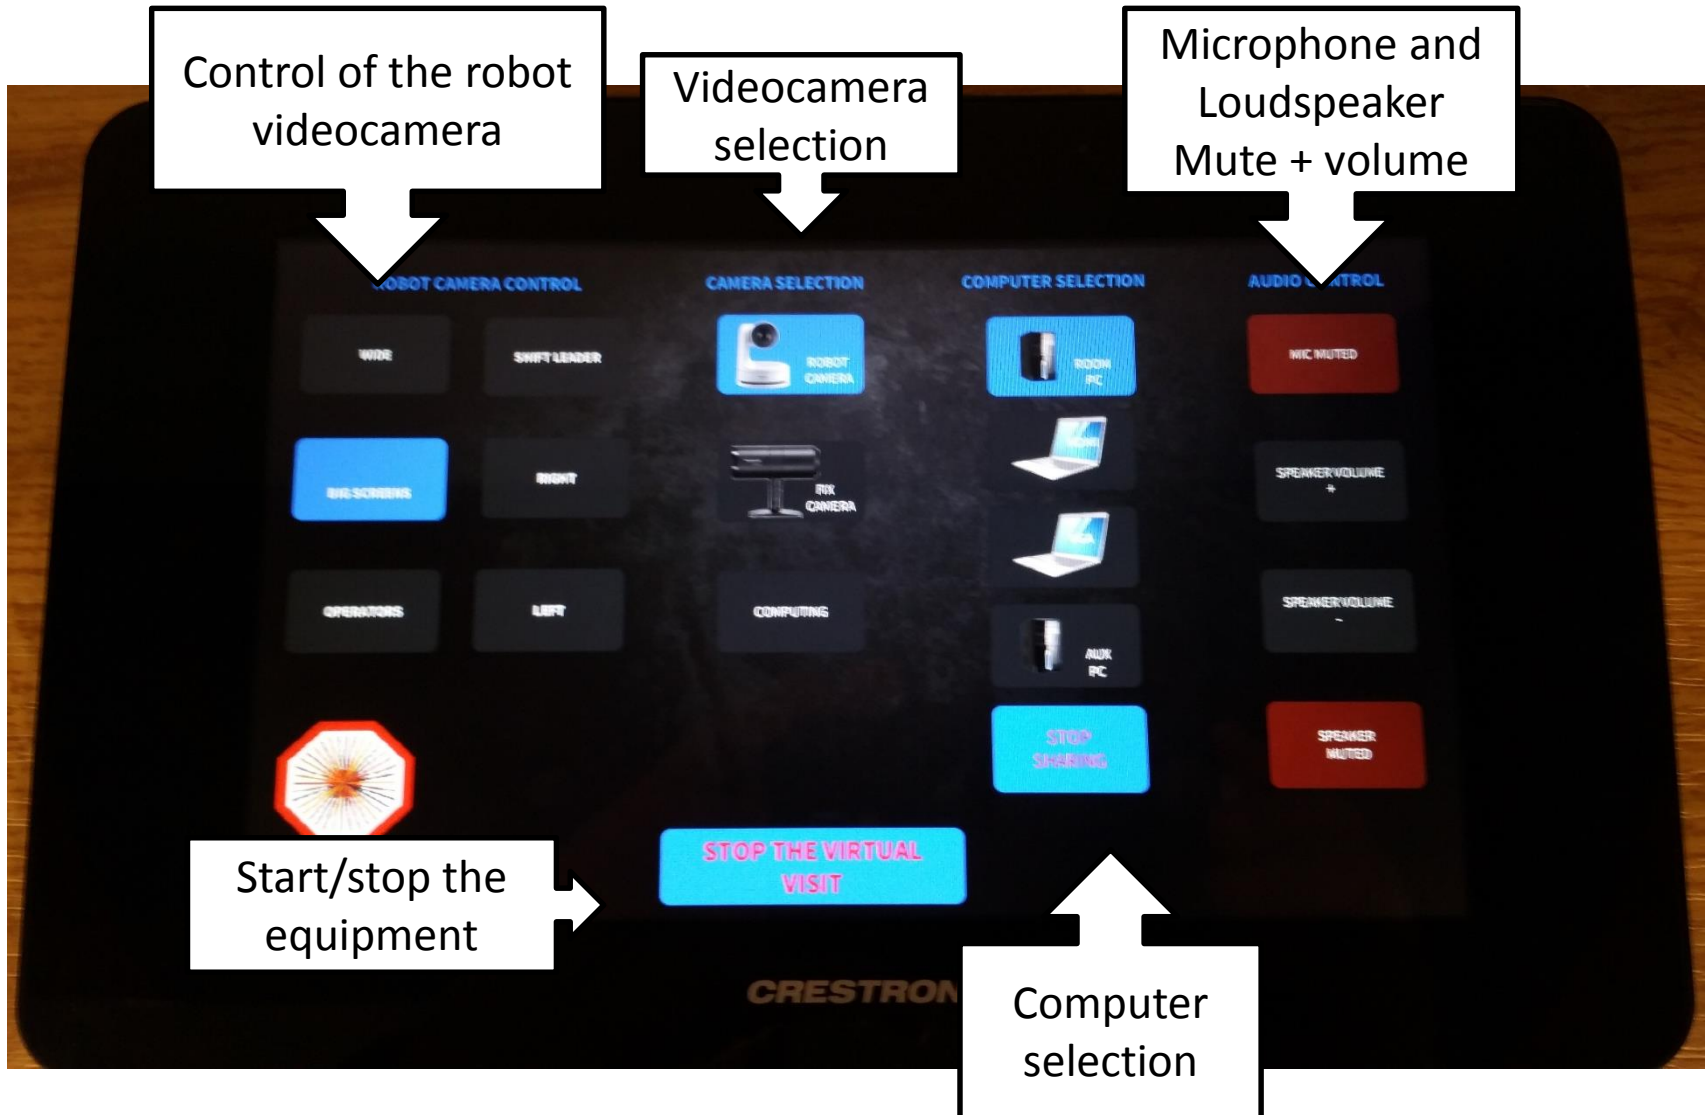 Control of the robot
videocamera
Videocamera
selection
Microphone and
Loudspeaker
Mute + volume
ROBOT CAMERA CONTROL
WIDE
SHIFT LEADER
BIG SCREENS
RIGHT
OPERATORS
LEFT
CAMERA SELECTION
ROBOT
CAMERA
FIX
CAMERA
COMPUTING
COMPUTER SELECTION
ROOM
PC
VGA
AUX
PC
STOP
SHARING
AUDIO CONTROL
MIC MUTED
SPEAKER VOLUME
+
SPEAKER VOLUME
-
SPEAKER
MUTED
STOP THE VIRTUAL
VISIT
Start/stop the
equipment
CRESTRON
Computer
selection